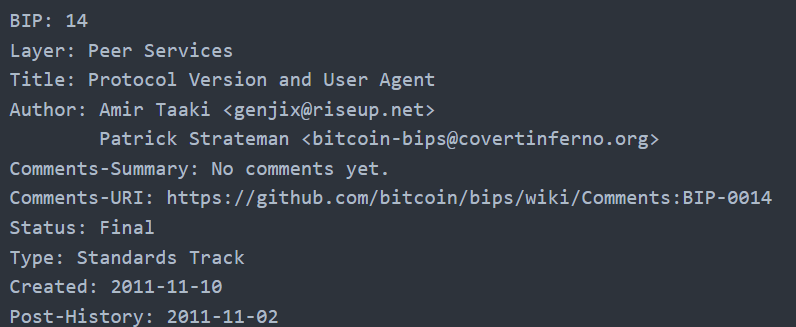 BIP: 14
Layer: Peer Services
Title: Protocol Version and User Agent
Author: Amir Taaki <genjix@riseup.net>
Patrick Strateman <bitcoin-bips@covertinferno.org>
Comments-Summary: No comments yet.
Comments-URI: https://github.com/bitcoin/bips/wiki/Comments:BIP-0014
Status: Final
Type: Standards Track
Created: 2011-11-10
Post-History: 2011-11-02